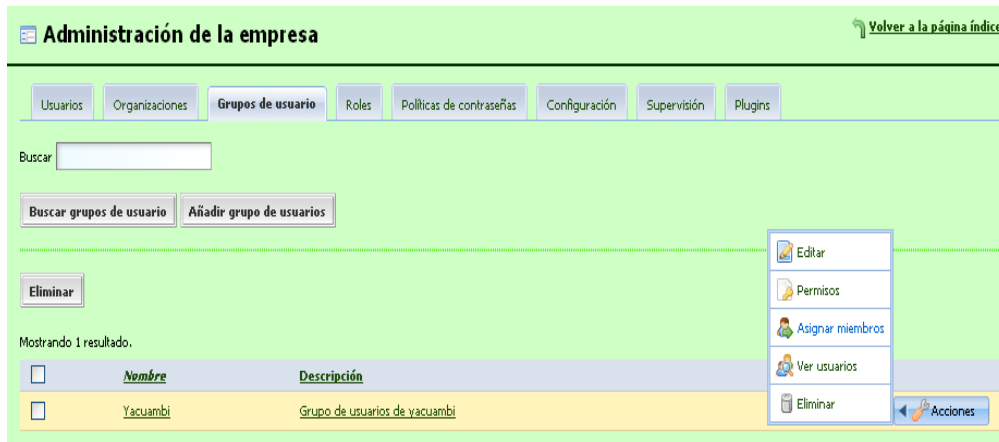 Administración de la empresa
Volver a la página índice
Usuarios Organizaciones Grupos de usuario Roles Políticas de contraseñas Configuración Supervisión Plugins
Buscar
Buscar grupos de usuario Añadir grupo de usuarios
Editar
Eliminar
Permisos
Asignar miembros
Mostrando 1 resultado.
Ver usuarios
Nombre Descripción
Eliminar
Yacuambi Grupo de usuarios de yacuambi Acciones